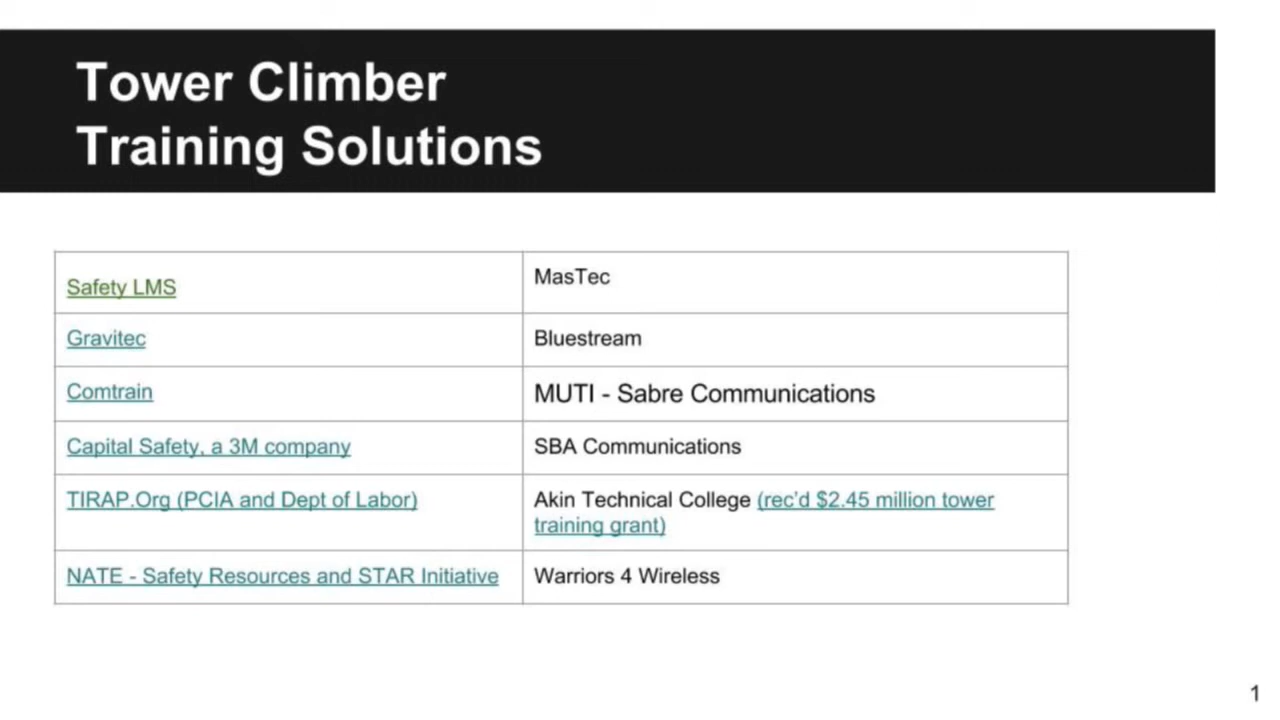 Tower Climber
Training Solutions
Safety LMS
MasTec
Gravitec
Bluestream
Comtrain
MUTI - Sabre Communications
Capital Safety, a 3M company
SBA Communications
TIRAP.Org (PCIA and Dept of Labor)
Akin Technical College (rec'd $2.45 million tower
training grant)
NATE - Safety Resources and STAR Initiative
Warriors 4 Wireless
1